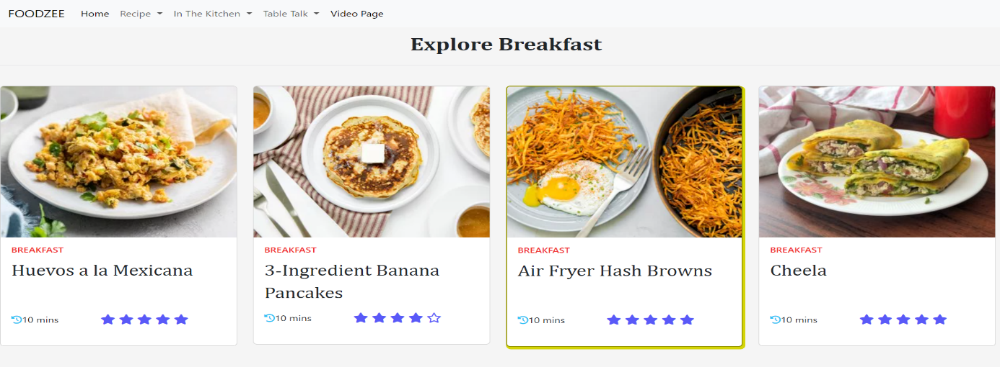 FOODZEE Home Recipe In The Kitchen Table Talk Video Page
Explore Breakfast
BREAKFAST
Huevos a la Mexicana
10 mins
BREAKFAST
3-Ingredient Banana
Pancakes
10 mins
BREAKFAST
Air Fryer Hash Browns
10 mins
BREAKFAST
Cheela
10 mins